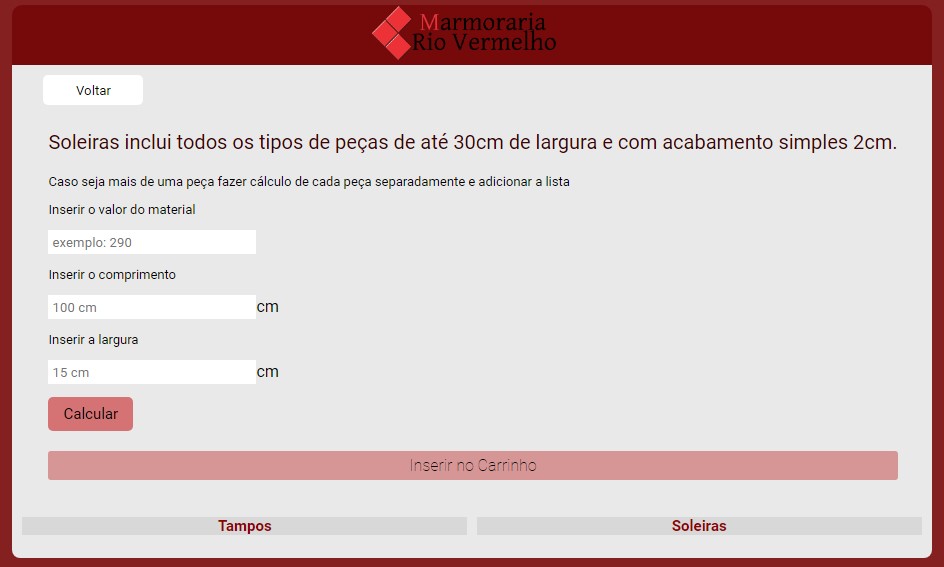 Marmoraria
Rio Vermelho
Voltar
Soleiras inclui todos os tipos de peças de até 30cm de largura e com acabamento simples 2cm.
Caso seja mais de uma peça fazer cálculo de cada peça separadamente e adicionar a lista
Inserir o valor do material
exemplo: 290
Inserir o comprimento
100 cm cm
Inserir a largura
15 cm cm
Calcular
Inserir no Carrinho
Tampos Soleiras